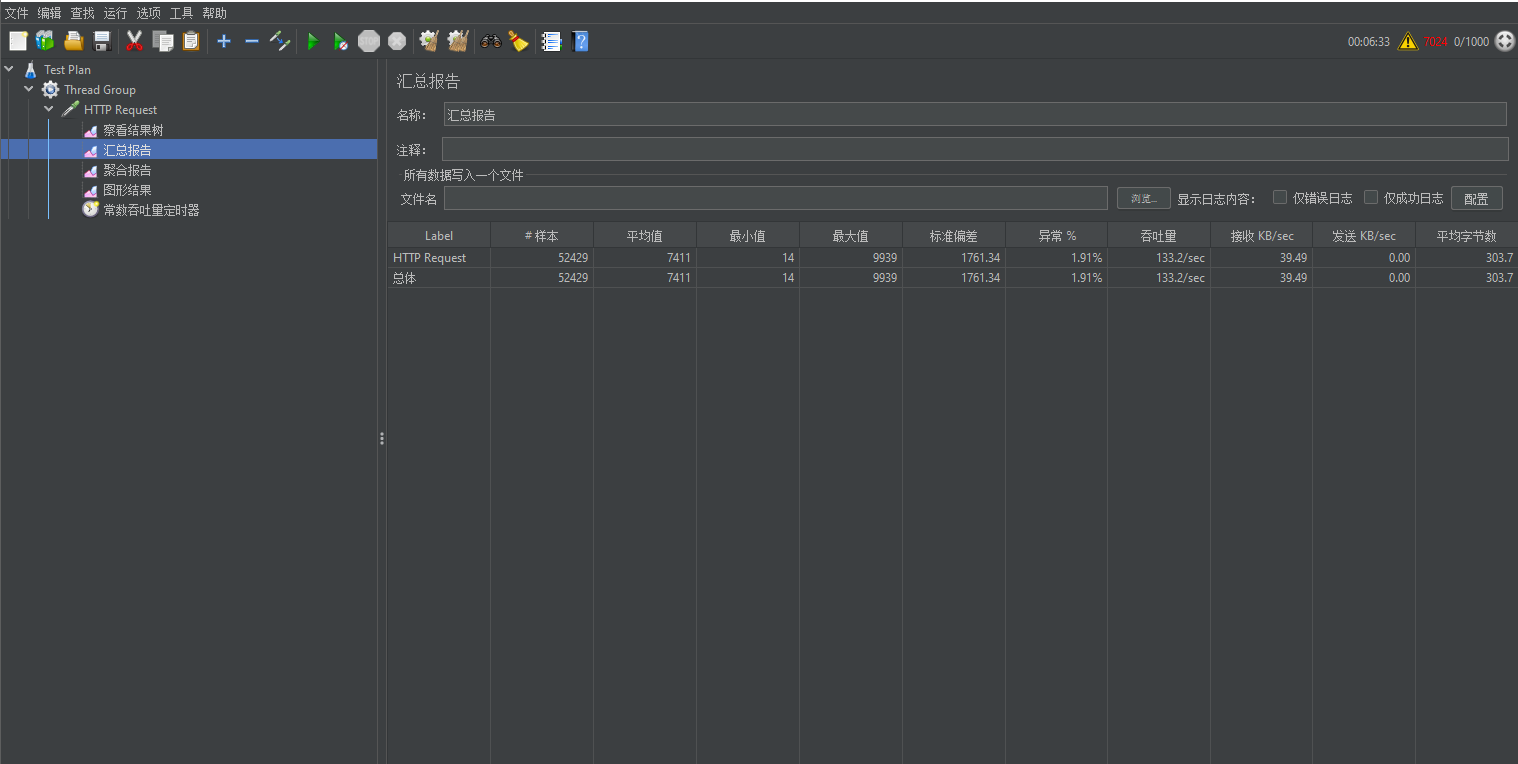 文件 编辑 查找 运行 选项 工具 帮助
00:06:33 7024 0/1000
Test Plan
Thread Group
HTTP Request
察看结果树
汇总报告
聚合报告
图形结果
常数吞吐量定时器
汇总报告
名称： 汇总报告
注释：
所有数据写入一个文件
文件名 浏览... 显示日志内容： 仅错误日志 仅成功日志 配置
Label # 样本 平均值 最小值 最大值 标准偏差 异常 % 吞吐量 接收 KB/sec 发送 KB/sec 平均字节数
HTTP Request 52429 7411 14 9939 1761.34 1.91% 133.2/sec 39.49 0.00 303.7
总体 52429 7411 14 9939 1761.34 1.91% 133.2/sec 39.49 0.00 303.7